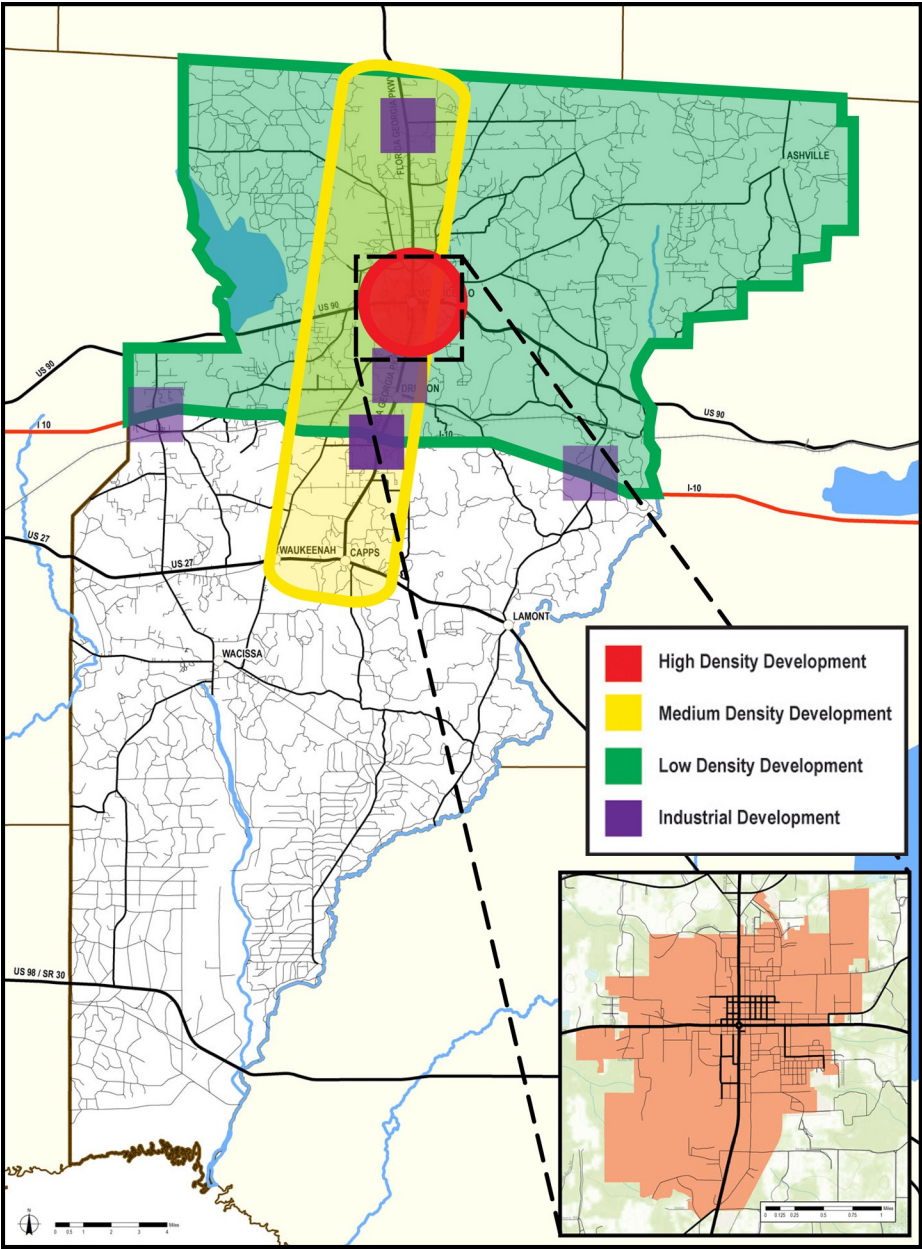 FLORIDA GEORGIA PKWY
ASHVILLE
US 90
US 90
US 90
I 10
I-10
I-10
US 27
US 27
WAUKEENAH
CAPPS
LAMONT
WACISSA
High Density Development
Medium Density Development
Low Density Development
Industrial Development
US 98 / SR 30
N
0 0.5 1 2 3 4 Miles
0 0.125 0.25 0.5 0.75 1 Miles